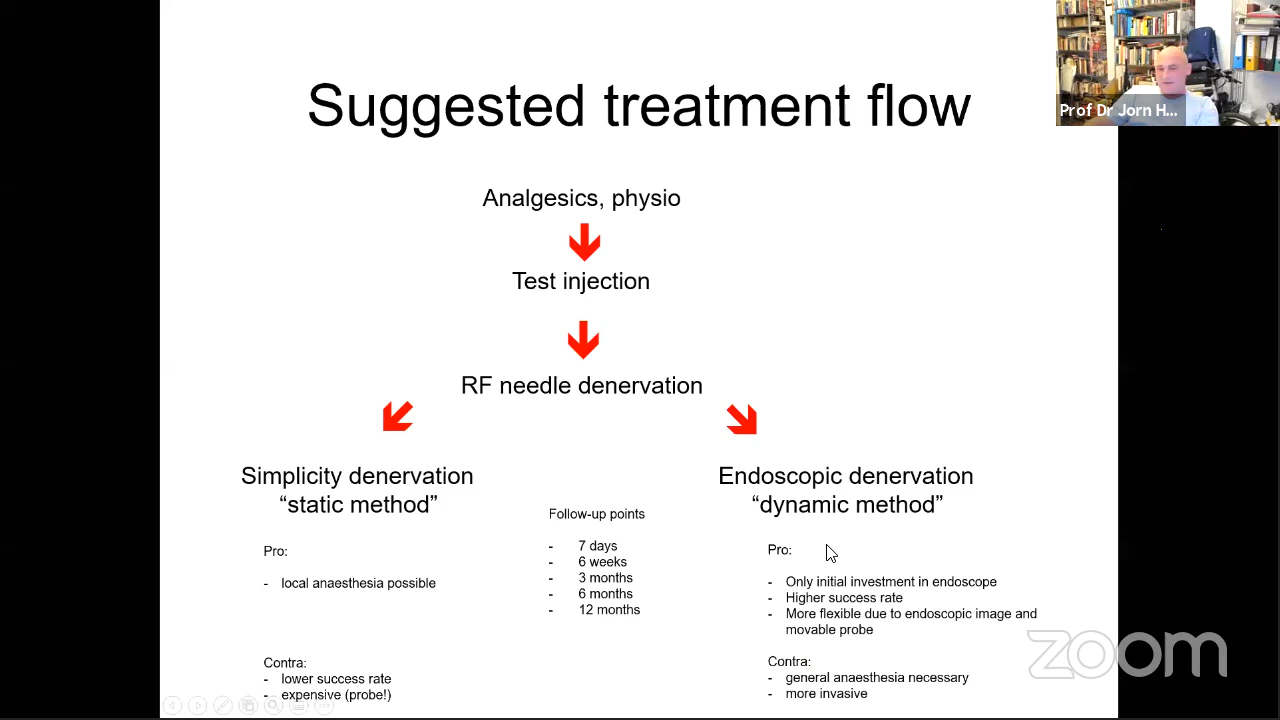 Suggested treatment flow
Prof Dr Jorn H...
Analgesics, physio
Test injection
RF needle denervation
Simplicity denervation
“static method”
Pro:
- local anaesthesia possible
Contra:
- lower success rate
- expensive (probe!)
Follow-up points
- 7 days
- 6 weeks
- 3 months
- 6 months
- 12 months
Endoscopic denervation
“dynamic method”
Pro:
- Only initial investment in endoscope
- Higher success rate
- More flexible due to endoscopic image and
movable probe
Contra:
- general anaesthesia necessary
- more invasive
zoom